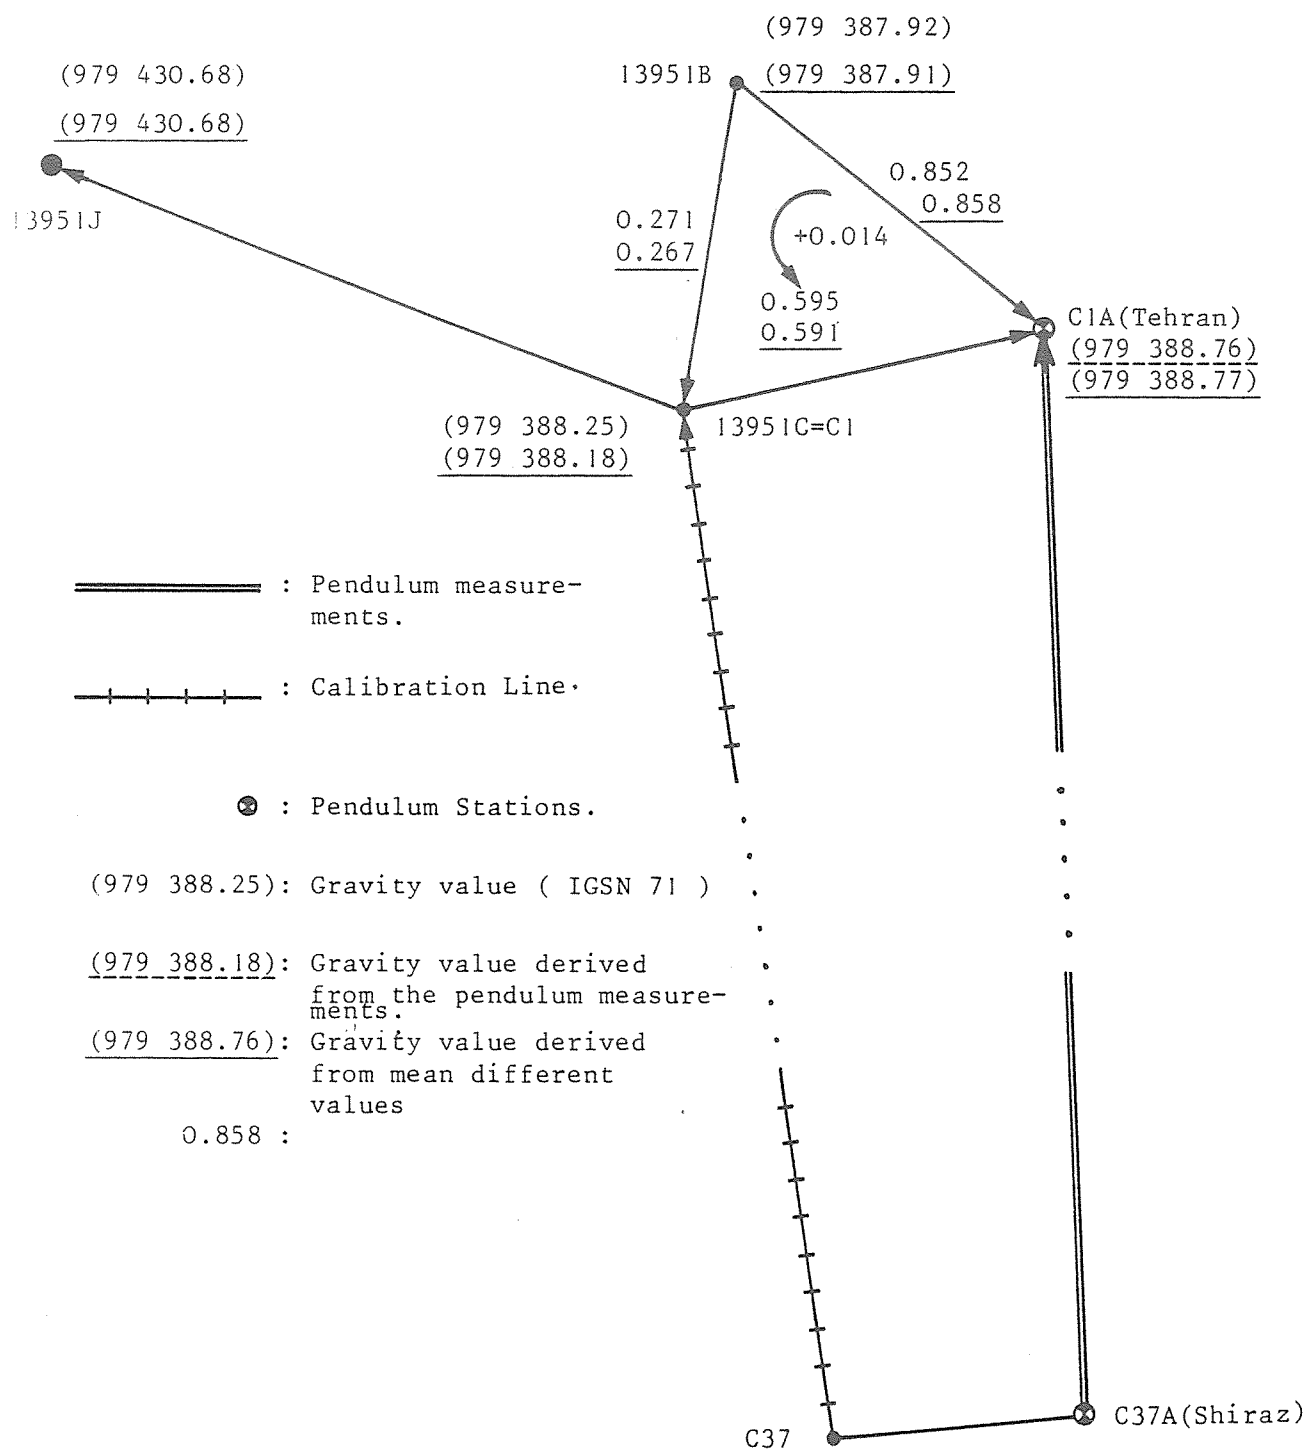 (979 387.92)
(979 430.68)
13951B
(979 387.91)
(979 430.68)
13951J
0.852
0.858
0.271
0.267
+0.014
0.595
0.591
C1A(Tehran)
(979 388.76)
(979 388.77)
(979 388.25)
13951C=C1
(979 388.18)
: Pendulum measure-
ments.
: Calibration Line.
: Pendulum Stations.
(979 388.25): Gravity value ( IGSN 71 )
(979 388.18): Gravity value derived
from the pendulum measure-
ments.
(979 388.76): Gravity value derived
from mean different
values
0.858 :
C37A(Shiraz)
C37